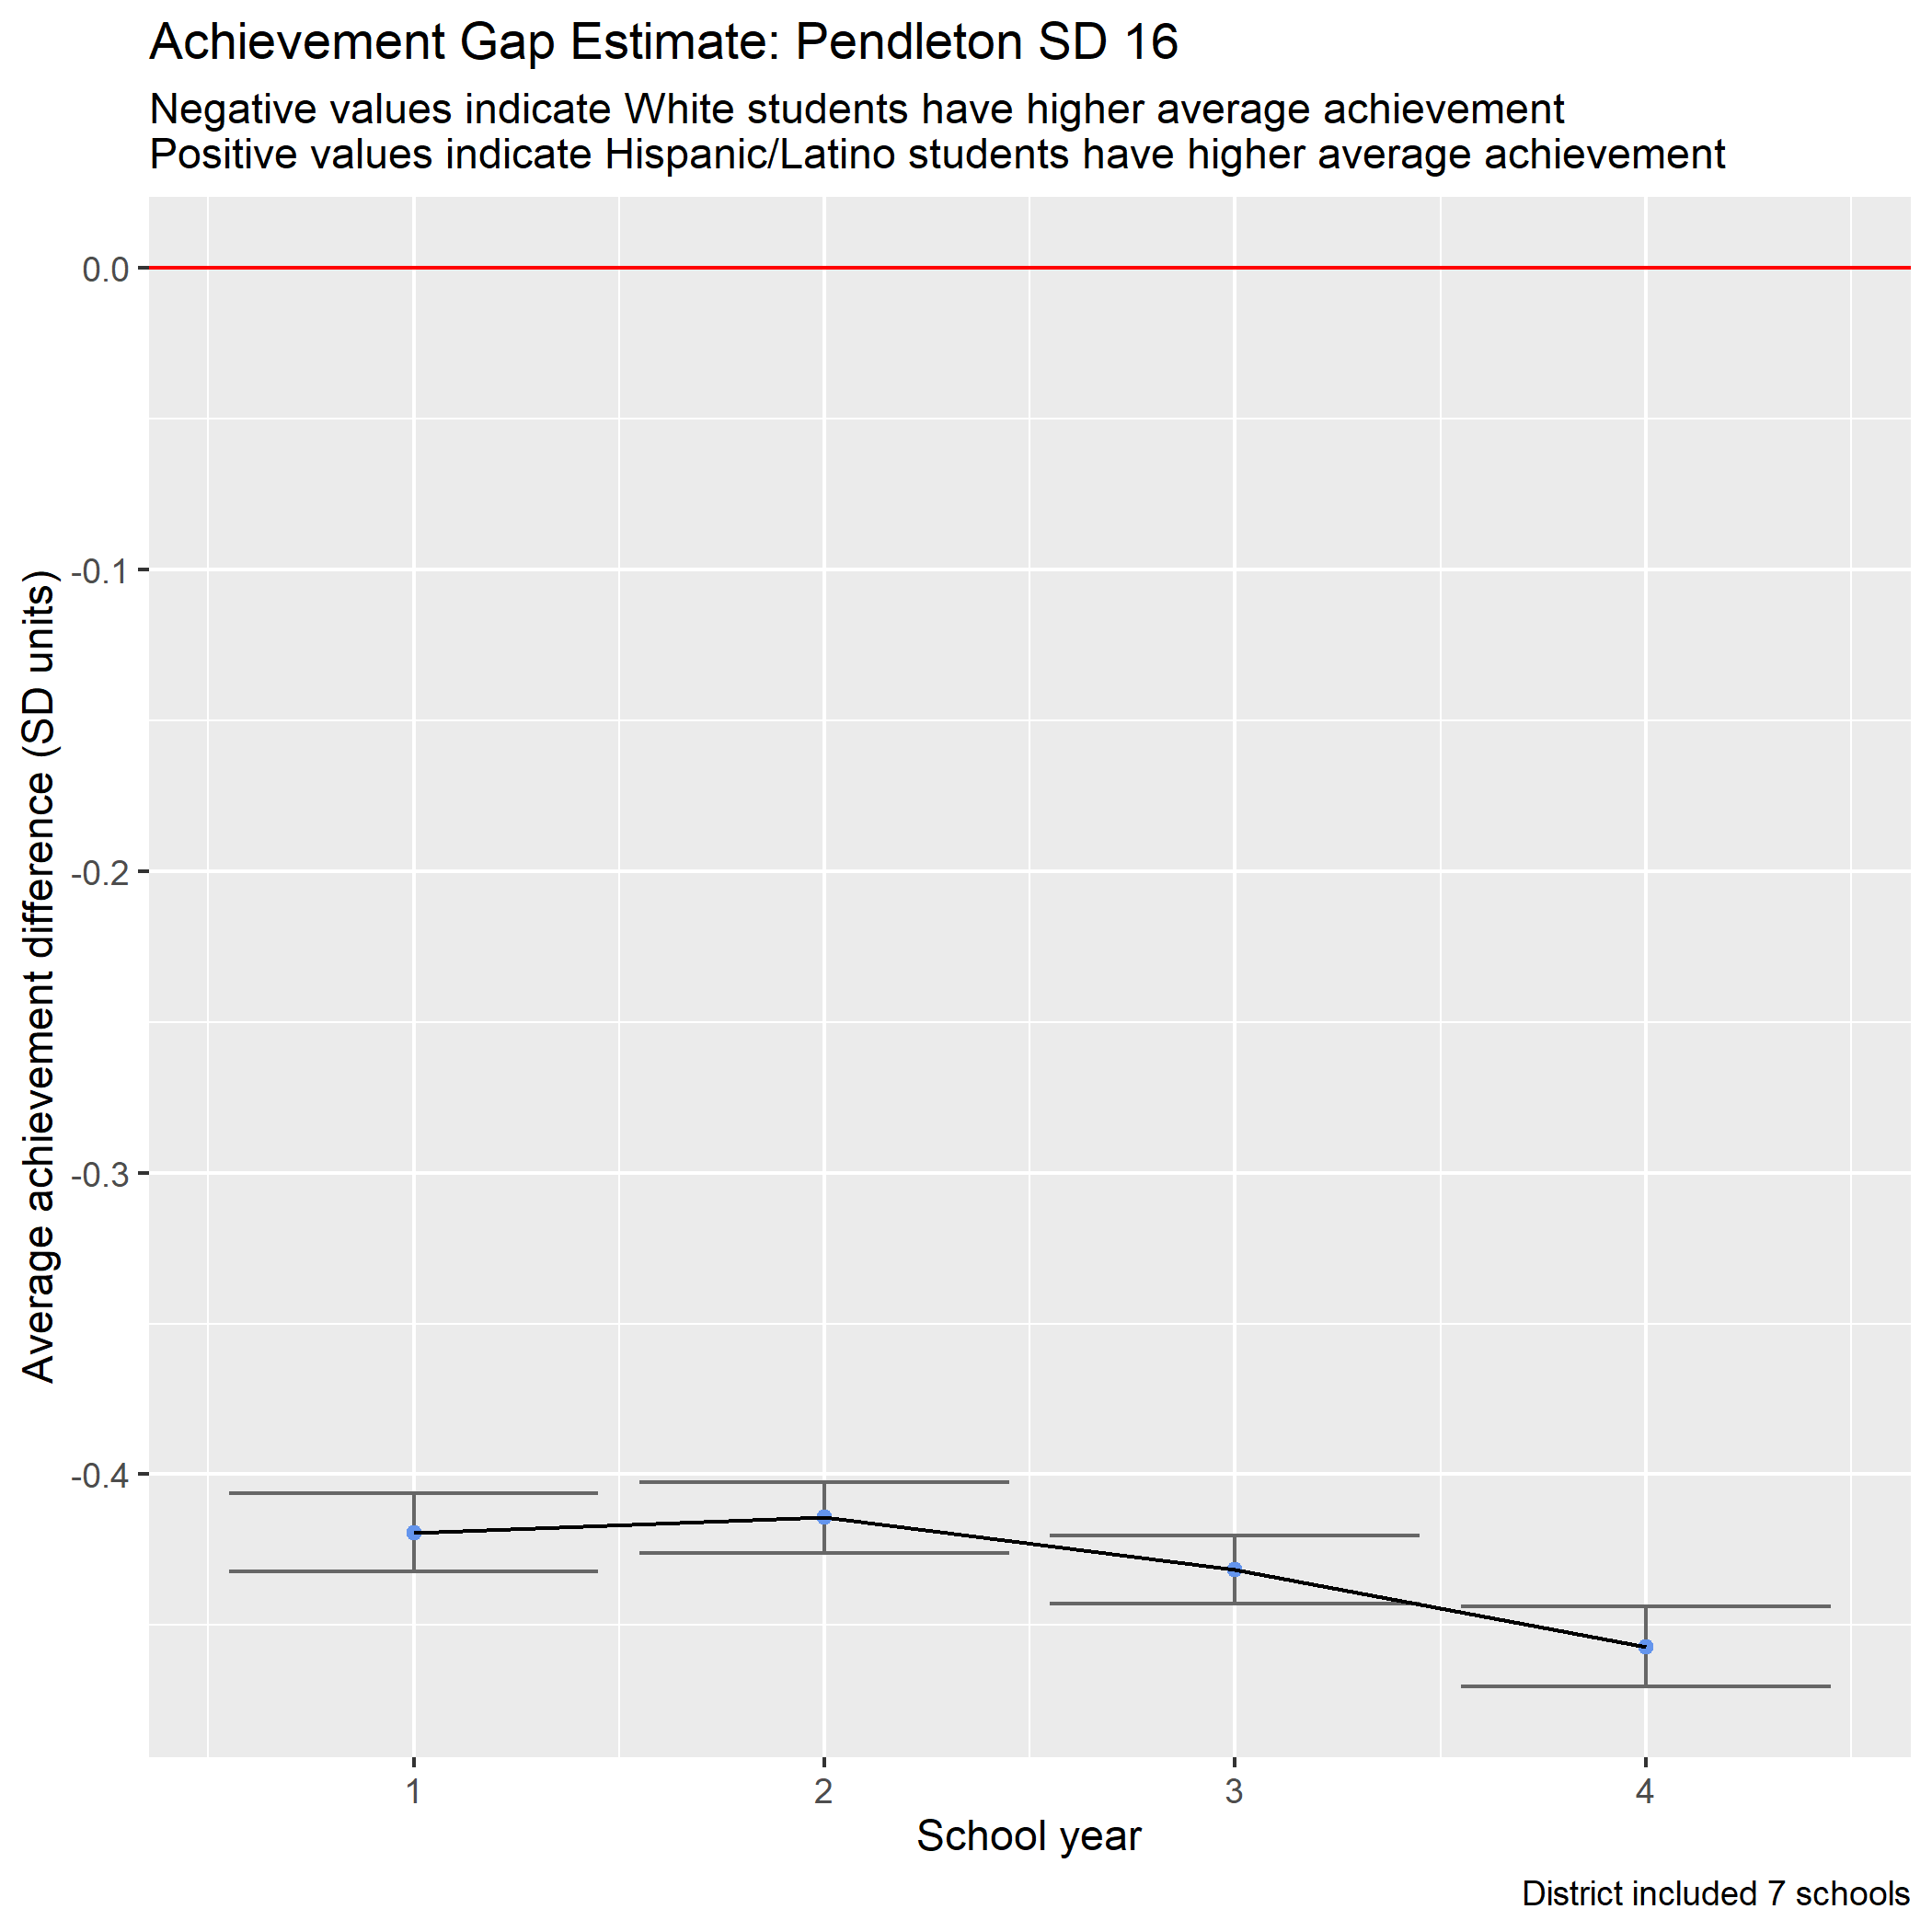 Achievement Gap Estimate: Pendleton SD 16
Negative values indicate White students have higher average achievement
Positive values indicate Hispanic/Latino students have higher average achievement
Average achievement difference (SD units)
0.0
-0.1
-0.2
-0.3
-0.4
1
2
3
4
School year
District included 7 schools